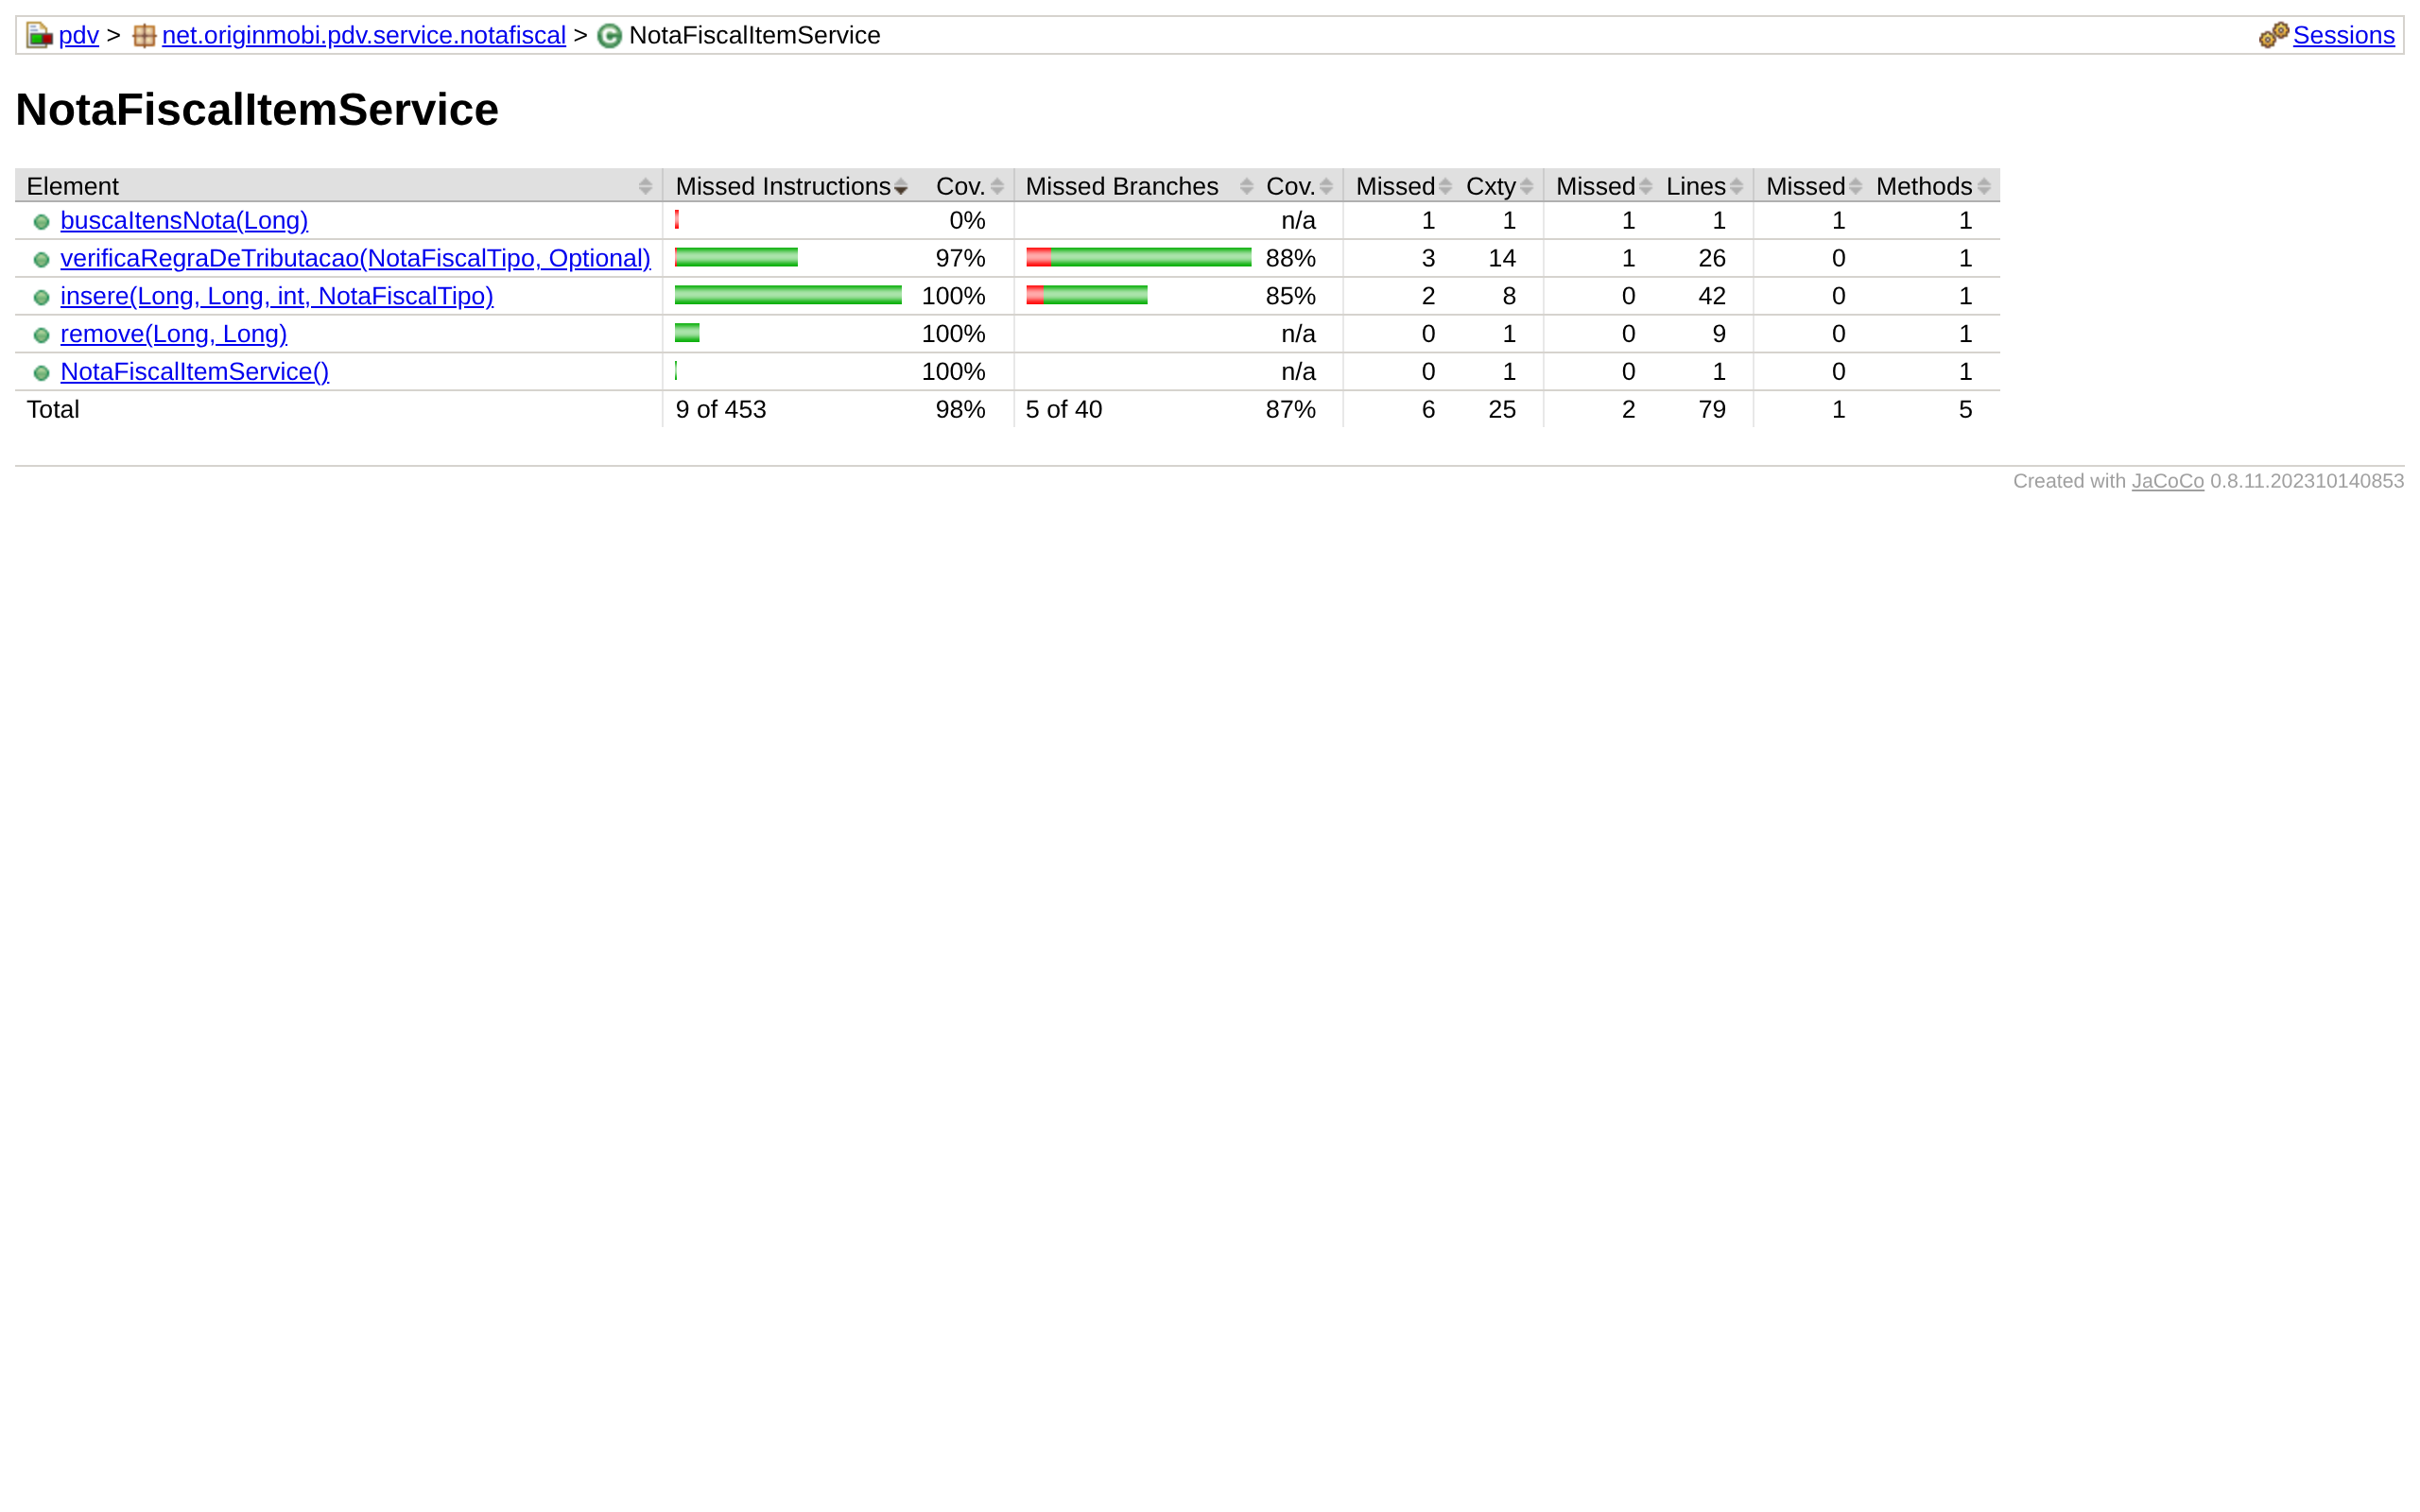 pdv > net.originmobi.pdv.service.notafiscal > NotaFiscalItemService Sessions
NotaFiscalItemService
Element Missed Instructions Cov. Missed Branches Cov. Missed Cxty Missed Lines Missed Methods
buscaItensNota(Long) 0% n/a 1 1 1 1 1 1
verificaRegraDeTributacao(NotaFiscalTipo, Optional) 97% 88% 3 14 1 26 0 1
insere(Long, Long, int, NotaFiscalTipo) 100% 85% 2 8 0 42 0 1
remove(Long, Long) 100% n/a 0 1 0 9 0 1
NotaFiscalItemService() 100% n/a 0 1 0 1 0 1
Total 9 of 453 98% 5 of 40 87% 6 25 2 79 1 5
Created with JaCoCo 0.8.11.202310140853